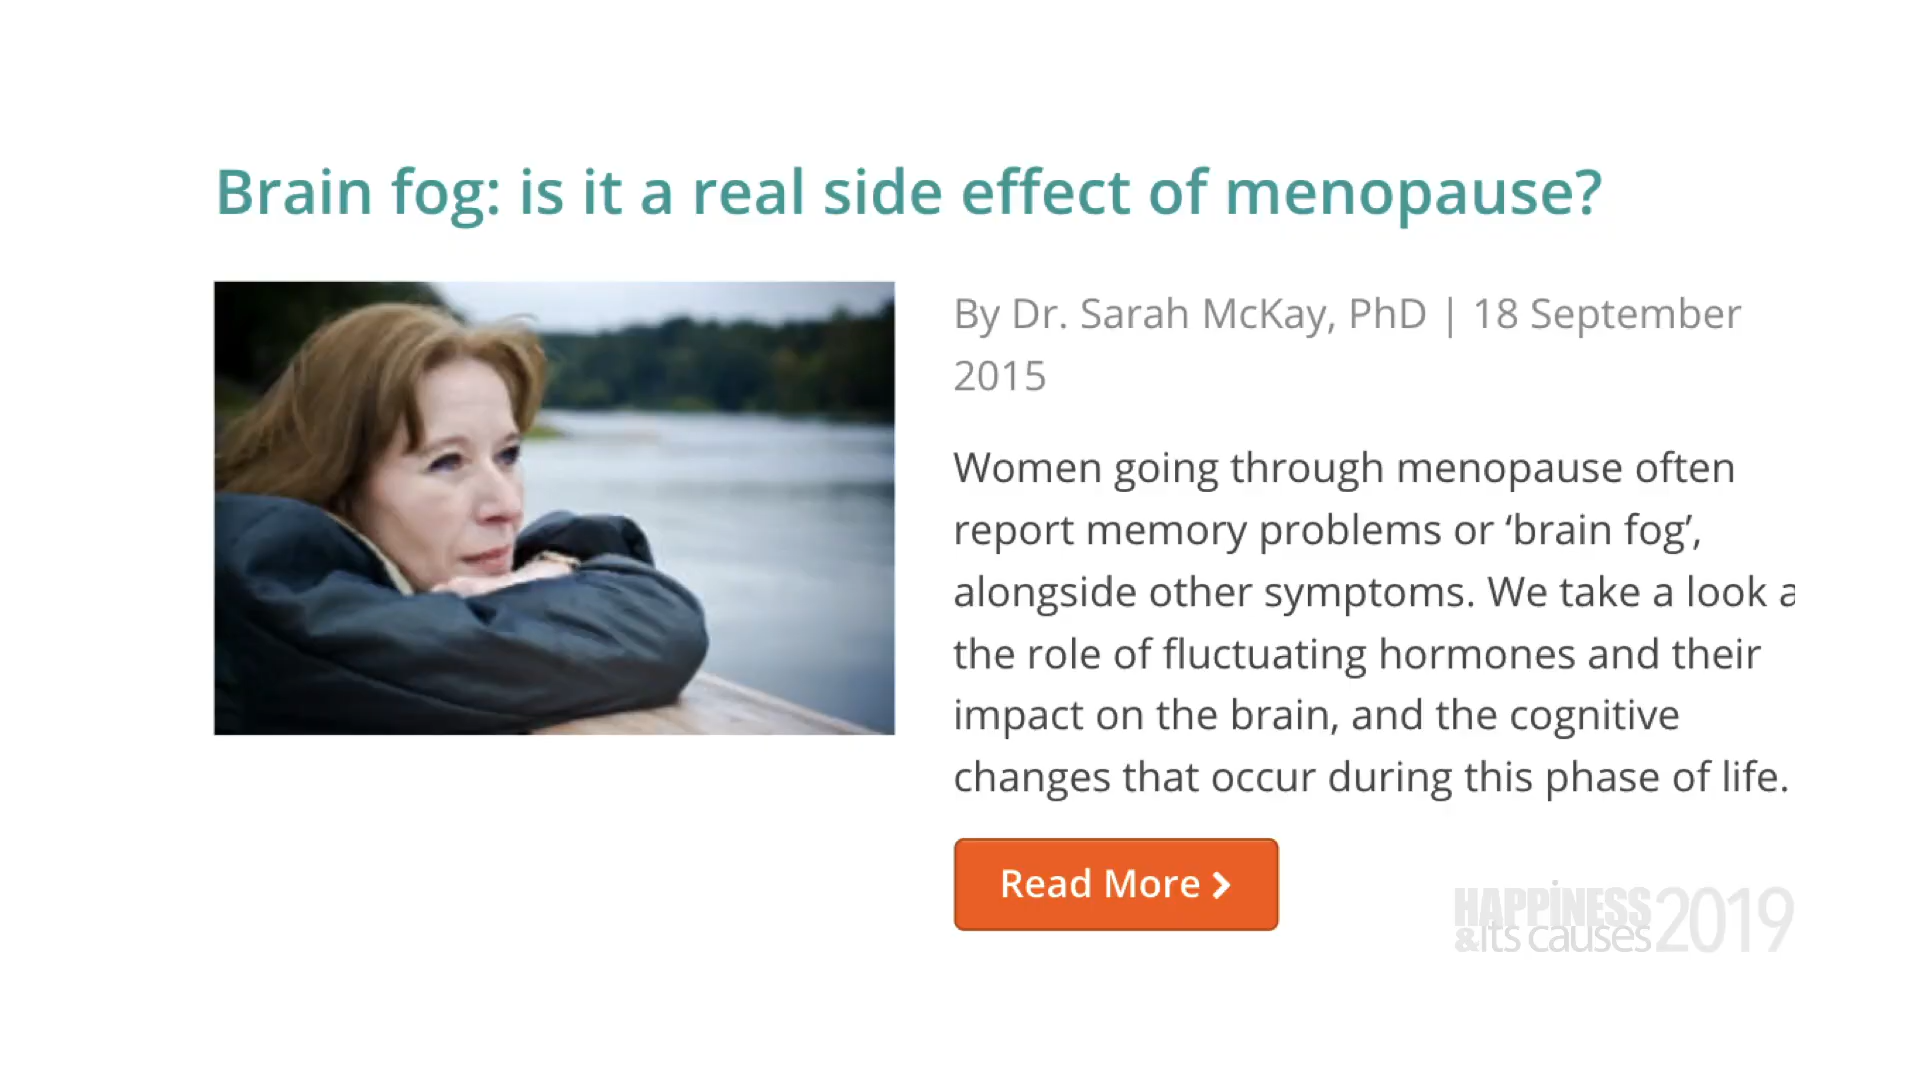 Brain fog: is it a real side effect of menopause?
By Dr. Sarah McKay, PhD | 18 September
2015
Women going through menopause often
report memory problems or ‘brain fog’,
alongside other symptoms. We take a look a
the role of fluctuating hormones and their
impact on the brain, and the cognitive
changes that occur during this phase of life.
Read More
HAPPINESS
&its causes 2019